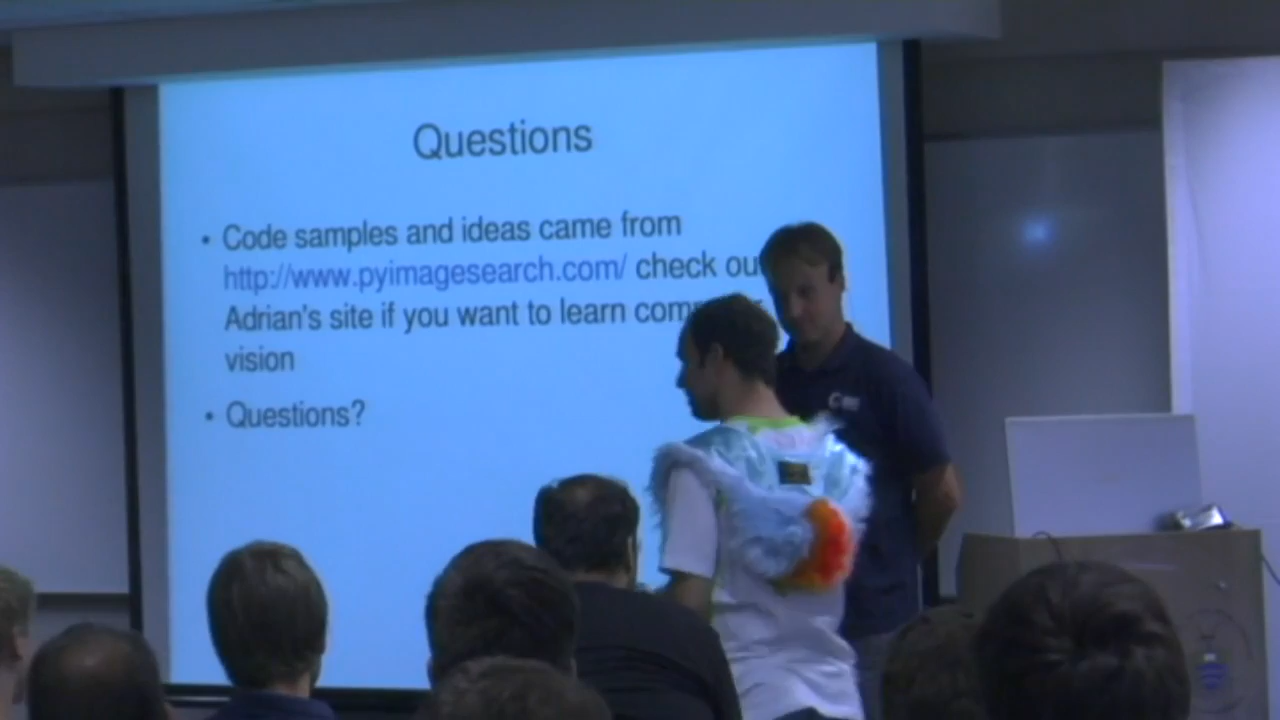 Questions
• Code samples and ideas came from
http://www.pyimagesearch.com/ check ou
Adrian's site if you want to learn com
vision
• Questions?